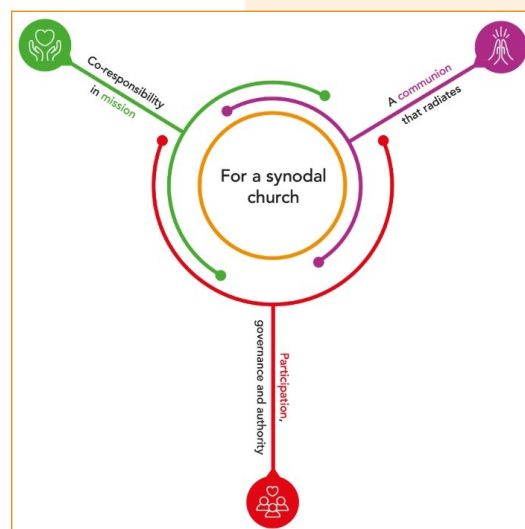 Co-responsibility
in mission
A communion
that radiates
For a synodal
church
Participation,
governance and authority